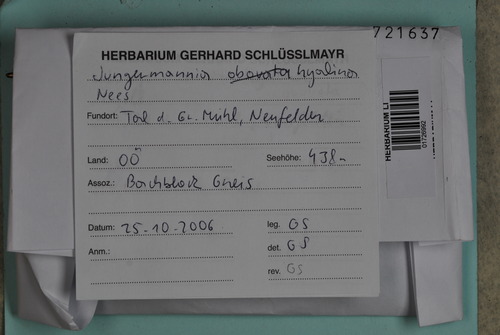 721637
HERBARIUM GERHARD SCHLÜSSLMAYR
Jungermannia obovata hyalina
Nees
Fundort: Tal d. Gr. Mühl, Neufelden
Land: OÖ Seehöhe: 438m
Assoz.: Bachblock Gneis
Datum: 25.10.2006 leg. GS
Anm.: det. GS
rev. GS
HERBARIUM LI